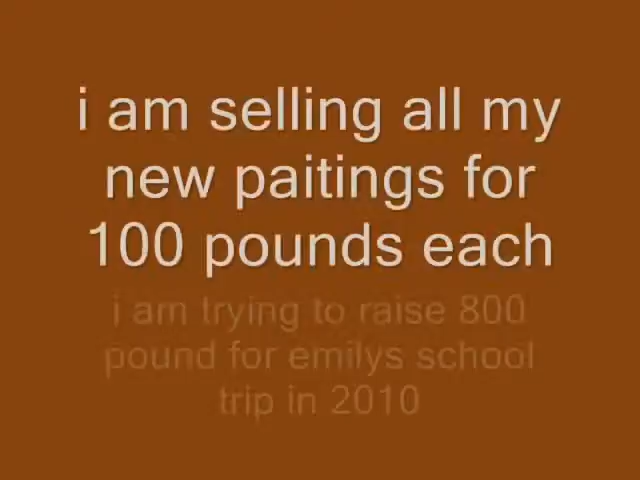 i am selling all my
new paitings for
100 pounds each
i am trying to raise 800
pound for emilys school
trip in 2010